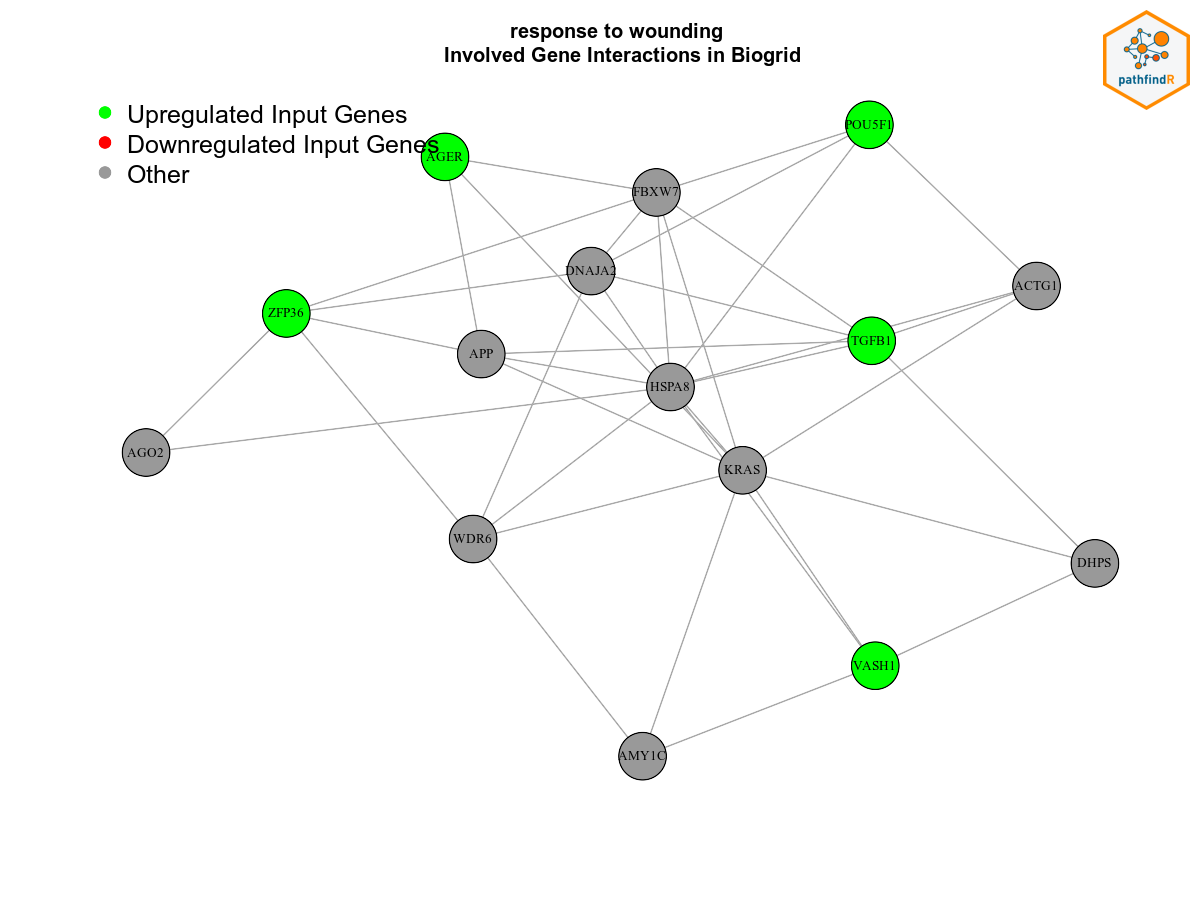 response to wounding
Involved Gene Interactions in Biogrid
pathfindR
Upregulated Input Genes
Downregulated Input Genes
Other
POU5F1
AGER
FBXW7
DNAJA2
ACTG1
ZFP36
TGFB1
APP
HSPA8
AGO2
KRAS
WDR6
DHPS
VASH1
AMY1C